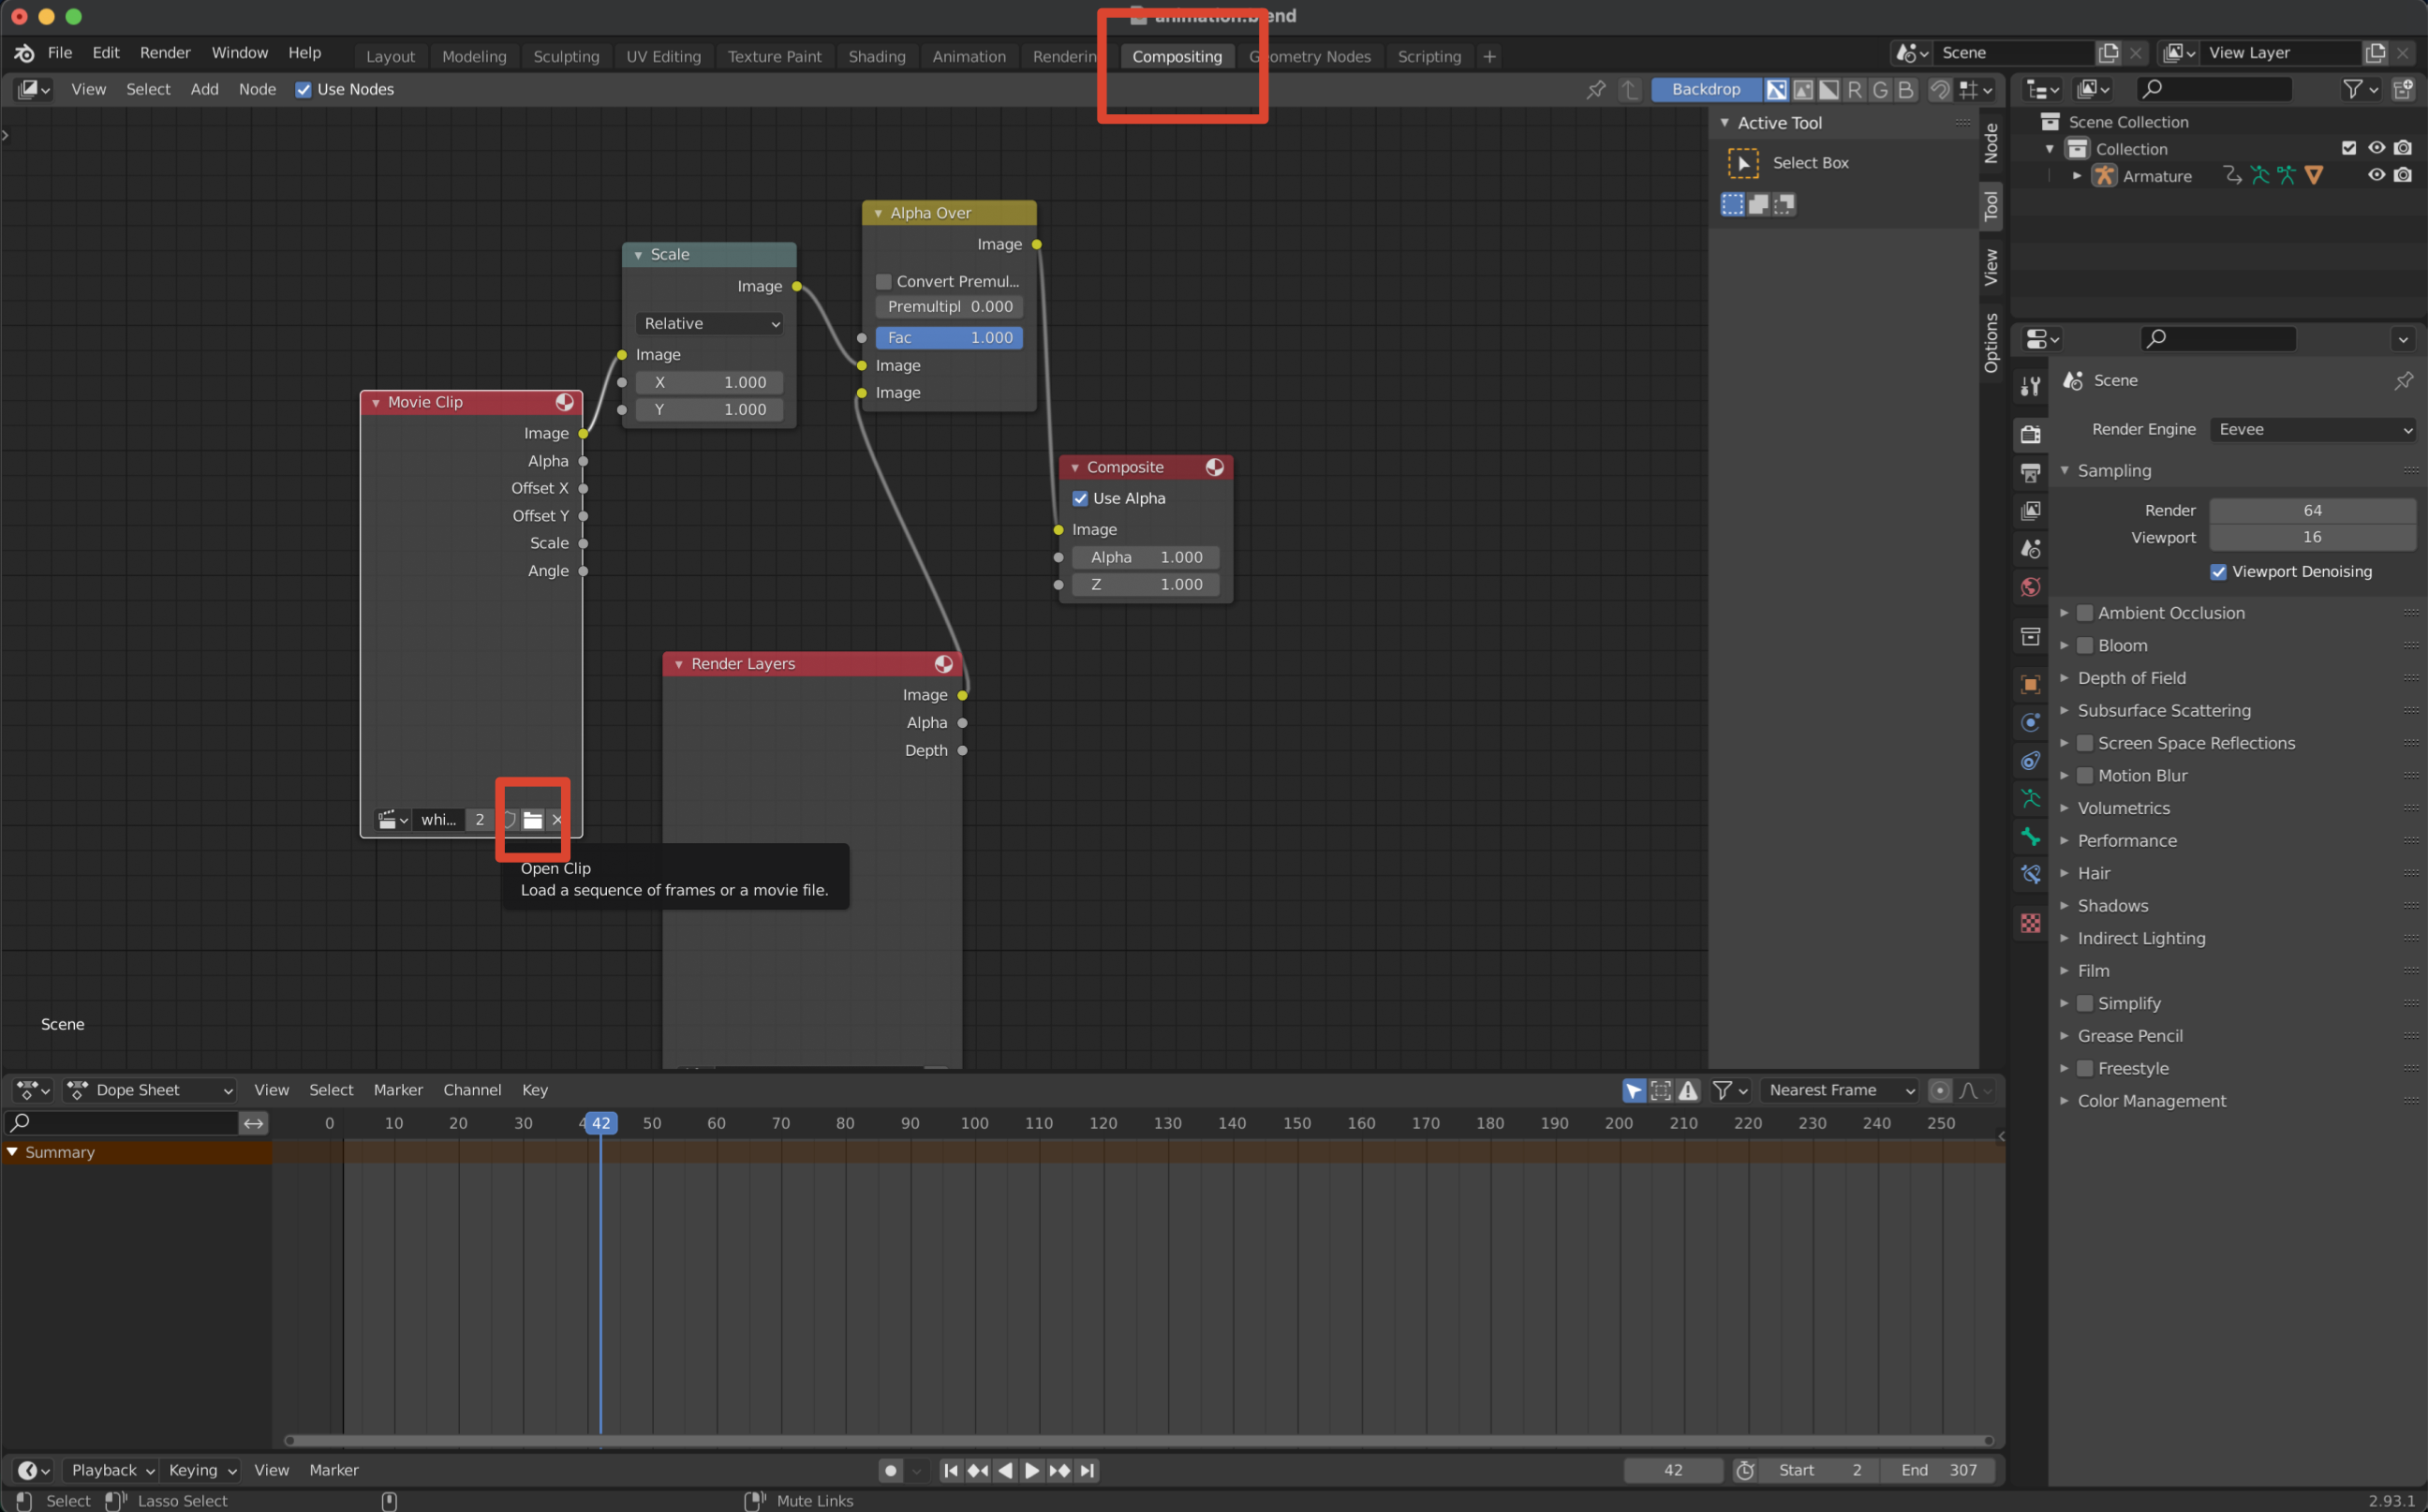 animation.blend
File Edit Render Window Help
Layout Modeling Sculpting UV Editing Texture Paint Shading Animation Renderin Compositing Geometry Nodes Scripting +
Scene
View Layer
View Select Add Node Use Nodes
Backdrop
R G B
Active Tool
Select Box
Node
Tool
View
Options
Scene Collection
Collection
Armature
Alpha Over
Image
Convert Premul...
Premultipl 0.000
Fac 1.000
Image
Image
Scale
Image
Relative
Image
X 1.000
Y 1.000
Movie Clip
Image
Alpha
Offset X
Offset Y
Scale
Angle
whi... 2
Open Clip
Load a sequence of frames or a movie file.
Composite
Use Alpha
Image
Alpha 1.000
Z 1.000
Render Layers
Image
Alpha
Depth
Scene
Scene
Render Engine Eevee
Sampling
Render 64
Viewport 16
Viewport Denoising
Ambient Occlusion
Bloom
Depth of Field
Subsurface Scattering
Screen Space Reflections
Motion Blur
Volumetrics
Performance
Hair
Shadows
Indirect Lighting
Film
Simplify
Grease Pencil
Freestyle
Color Management
Dope Sheet View Select Marker Channel Key
Nearest Frame
0 10 20 30 42 50 60 70 80 90 100 110 120 130 140 150 160 170 180 190 200 210 220 230 240 250
Summary
Playback Keying View Marker
42 Start 2 End 307
Select Lasso Select Mute Links 2.93.1